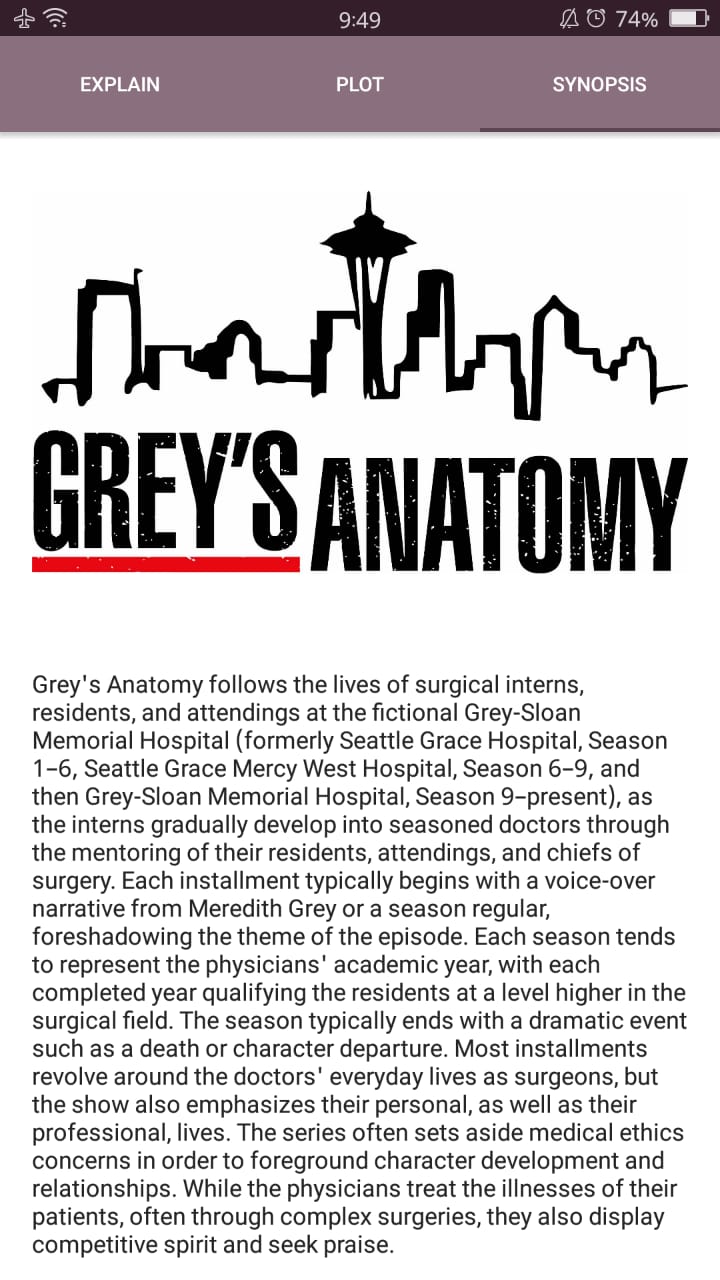 9:49
74%
EXPLAIN
PLOT
SYNOPSIS
GREY'S ANATOMY
Grey's Anatomy follows the lives of surgical interns,
residents, and attendings at the fictional Grey-Sloan
Memorial Hospital (formerly Seattle Grace Hospital, Season
1–6, Seattle Grace Mercy West Hospital, Season 6–9, and
then Grey-Sloan Memorial Hospital, Season 9–present), as
the interns gradually develop into seasoned doctors through
the mentoring of their residents, attendings, and chiefs of
surgery. Each installment typically begins with a voice-over
narrative from Meredith Grey or a season regular,
foreshadowing the theme of the episode. Each season tends
to represent the physicians' academic year, with each
completed year qualifying the residents at a level higher in the
surgical field. The season typically ends with a dramatic event
such as a death or character departure. Most installments
revolve around the doctors' everyday lives as surgeons, but
the show also emphasizes their personal, as well as their
professional, lives. The series often sets aside medical ethics
concerns in order to foreground character development and
relationships. While the physicians treat the illnesses of their
patients, often through complex surgeries, they also display
competitive spirit and seek praise.